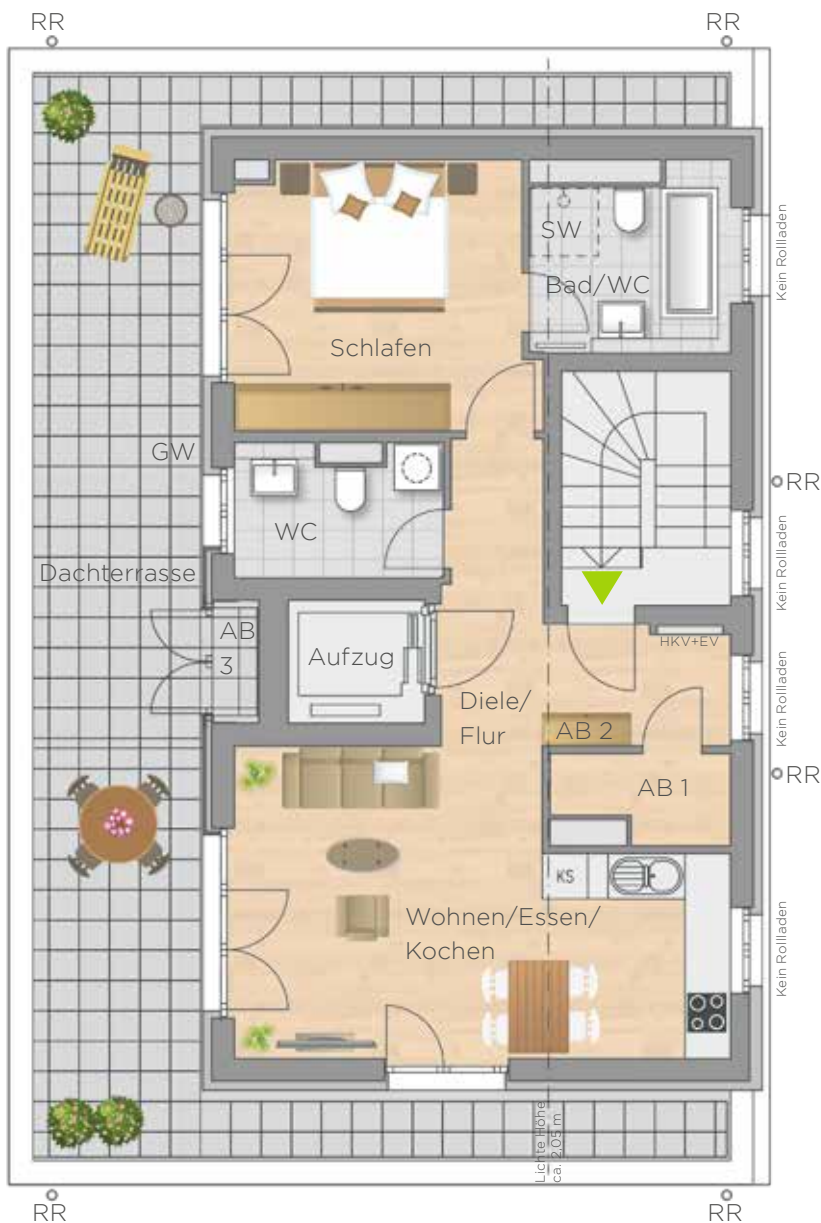 RR
RR
SW
Bad/WC
Kein Rollladen
Schlafen
GW
RR
WC
Kein Rollladen
Dachterrasse
AB
3
Aufzug
HKV+EV
Kein Rollladen
Diele/
Flur
AB 2
RR
AB 1
KS
Wohnen/Essen/
Kochen
Kein Rollladen
Lichte Höhe
ca. 2,05 m
RR
RR